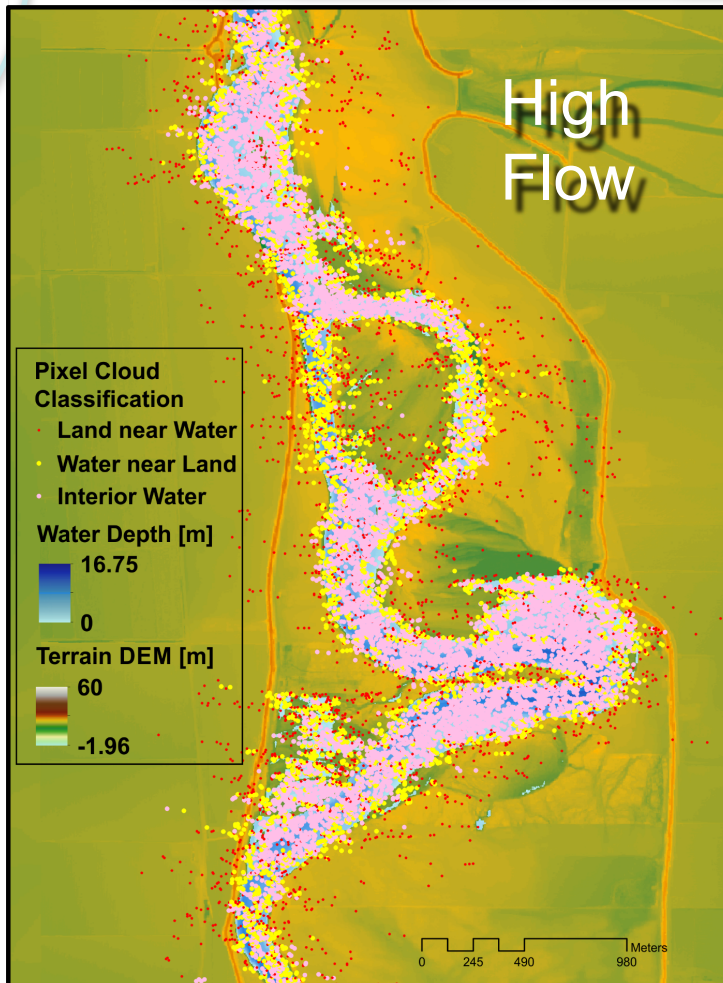 High
Flow
Pixel Cloud
Classification
Land near Water
Water near Land
Interior Water
Water Depth [m]
16.75
0
Terrain DEM [m]
60
-1.96
Meters
0 245 490 980